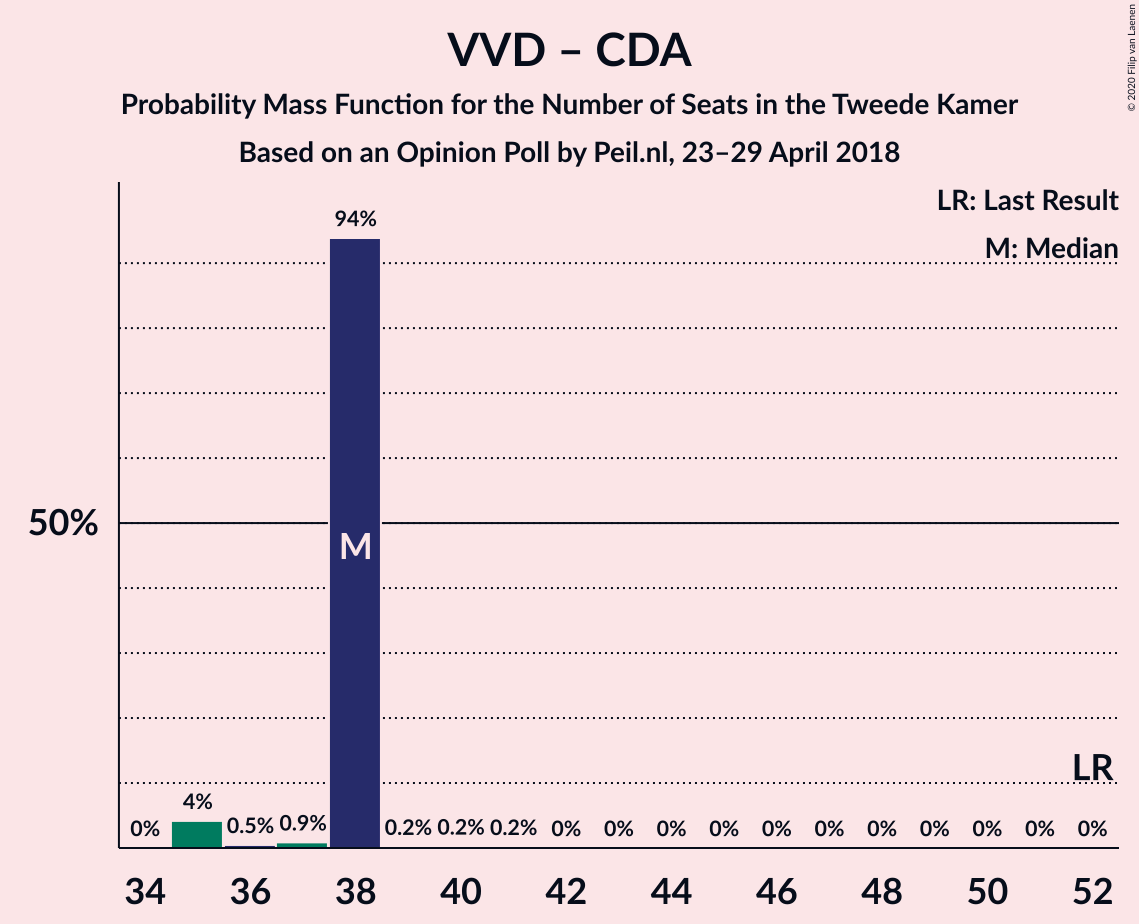 VVD – CDA
Probability Mass Function for the Number of Seats in the Tweede Kamer
Based on an Opinion Poll by Peil.nl, 23–29 April 2018
© 2020 Filip van Laenen
LR: Last Result
M: Median
94%
50%
M
LR
0% 4% 0.5% 0.9% 0.2% 0.2% 0.2% 0% 0% 0% 0% 0% 0% 0% 0% 0% 0% 0%
34 36 38 40 42 44 46 48 50 52